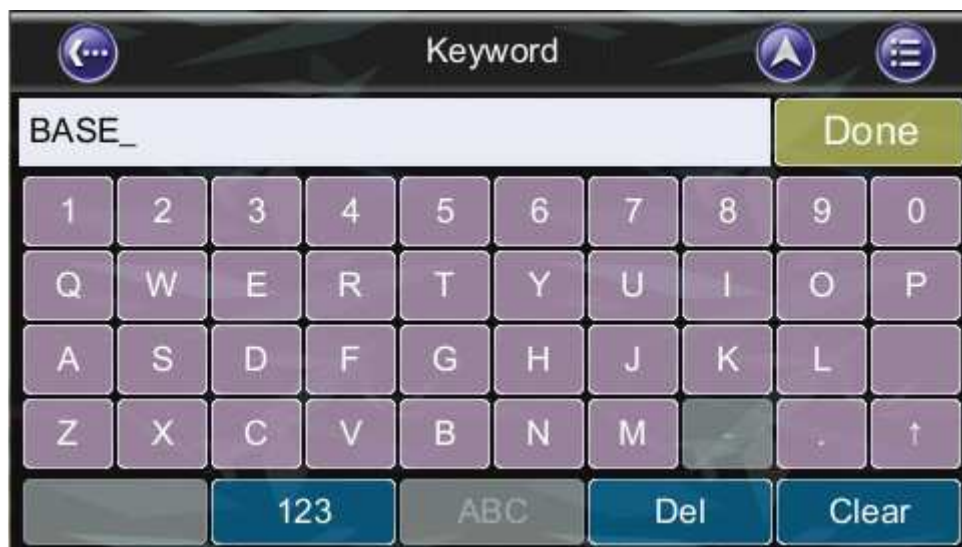 Keyword
BASE_
Done
1 2 3 4 5 6 7 8 9 0
Q W E R T Y U I O P
A S D F G H J K L
Z X C V B N M - . ↑
123 ABC Del Clear